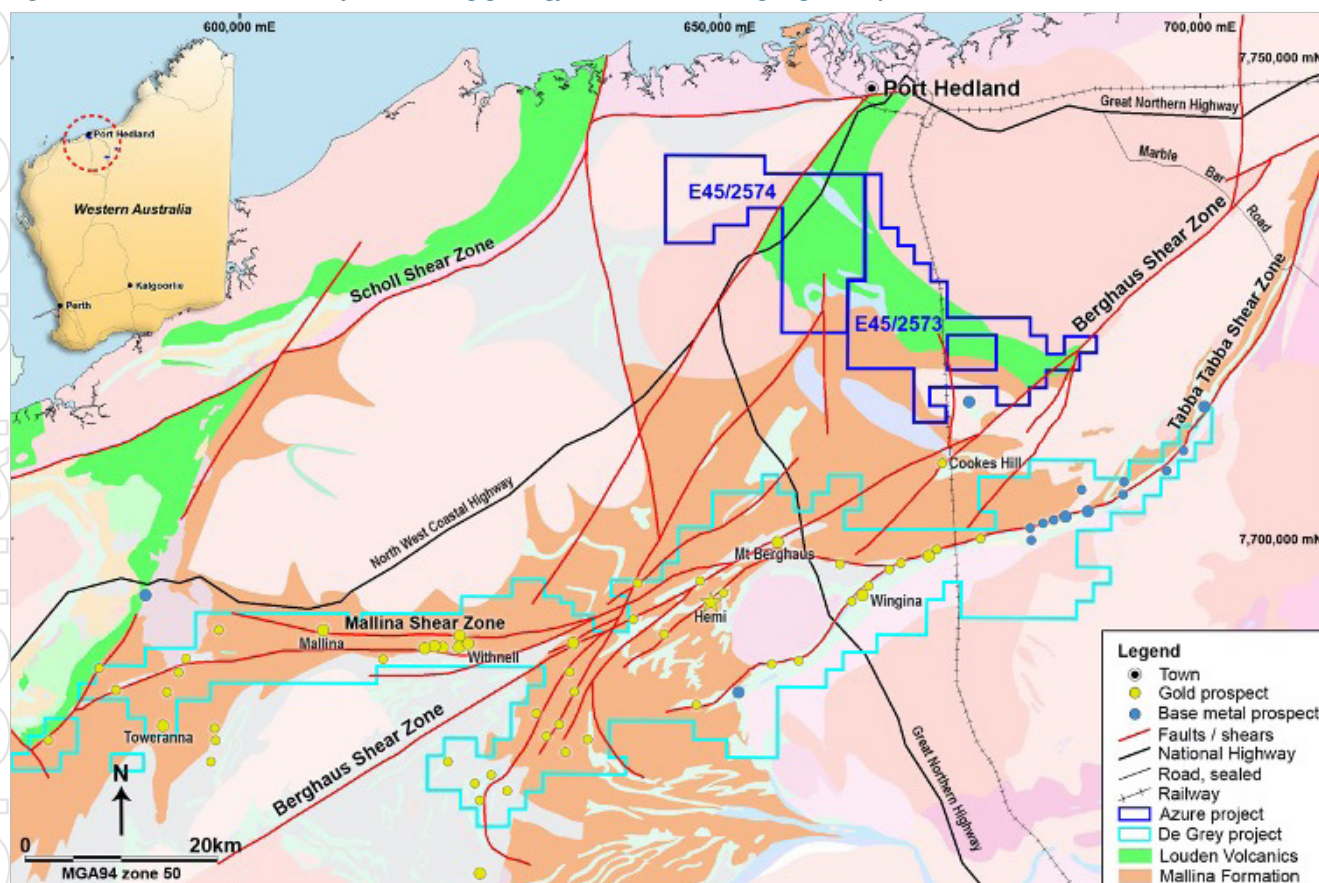 600,000 mE
650,000 mE
700,000 mE
7,750,000 mN
Port Hedland
Great Northern Highway
Port Hedland
Marble
Bar
Road
E45/2574
Western Australia
Scholl Shear Zone
Berghaus Shear Zone
Kalgoorlie
Perth
E45/2573
Tabba Tabba Shear Zone
North West Coastal Highway
Cookes Hill
7,700,000 mN
Mt Berghaus
Wingina
Hemi
Mallina Shear Zone
Mallina
Withnell
Toweranna
Berghaus Shear Zone
Great Northern Highway
N
0 20km
MGA94 zone 50
Legend
Town
Gold prospect
Base metal prospect
Faults / shears
National Highway
Road, sealed
Railway
Azure project
De Grey project
Louden Volcanics
Mallina Formation